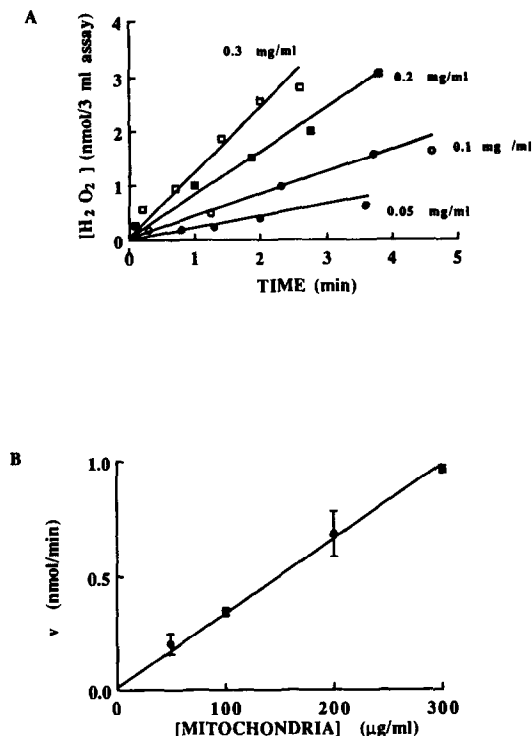 A
[H2O2] (nmol/3 ml assay)
4
3
2
1
0
0.3 mg/ml
0.2 mg/ml
0.1 mg /ml
0.05 mg/ml
0 1 2 3 4 5
TIME (min)
B
v (nmol/min)
1.0
0.5
0.0
0 100 200 300
[MITOCHONDRIA] (µg/ml)